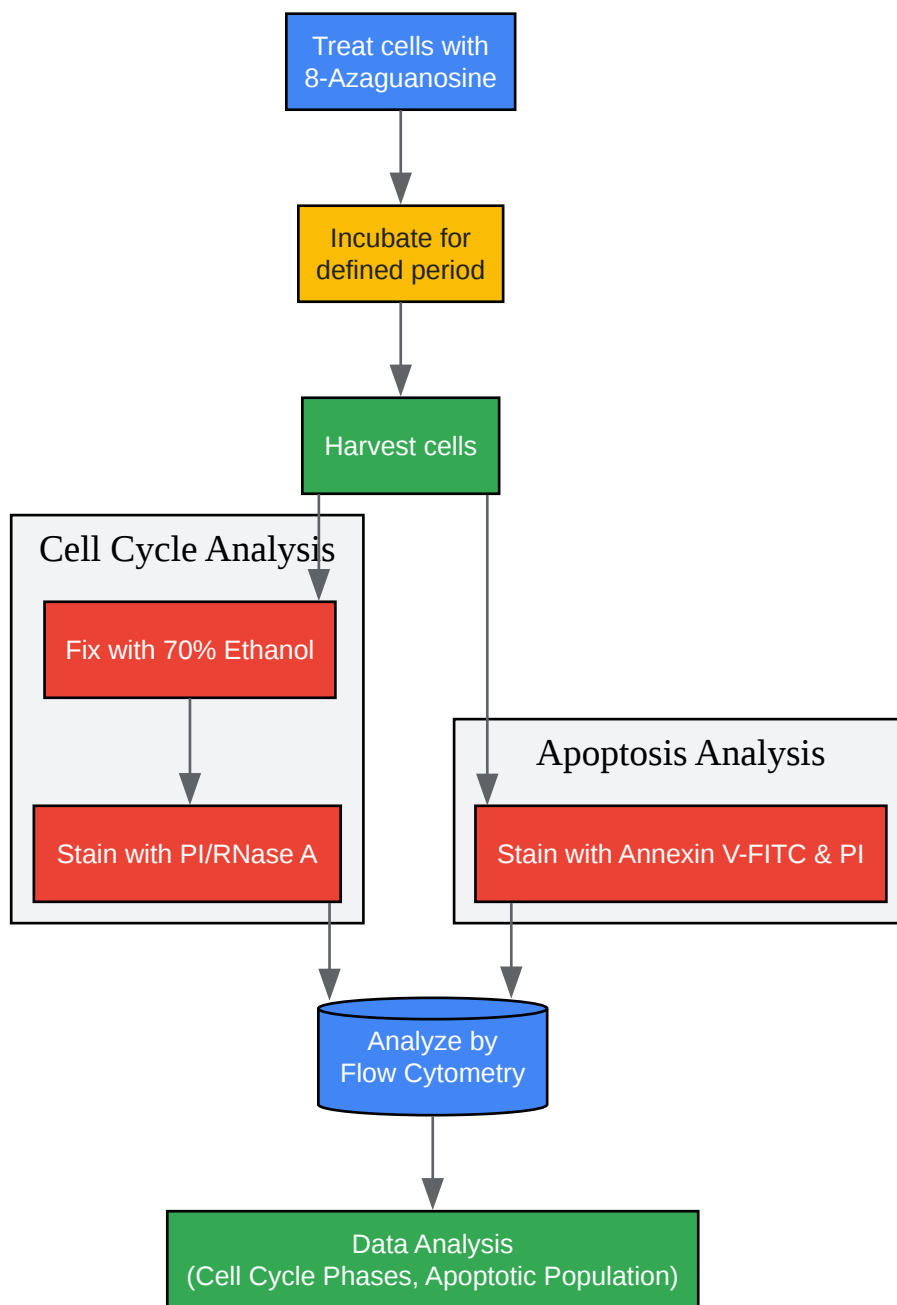 Treat cells with
8-Azaguanosine
Incubate for
defined period
Harvest cells
Cell Cycle Analysis
Fix with 70% Ethanol
Stain with PI/RNase A
Apoptosis Analysis
Stain with Annexin V-FITC & PI
Analyze by
Flow Cytometry
Data Analysis
(Cell Cycle Phases, Apoptotic Population)